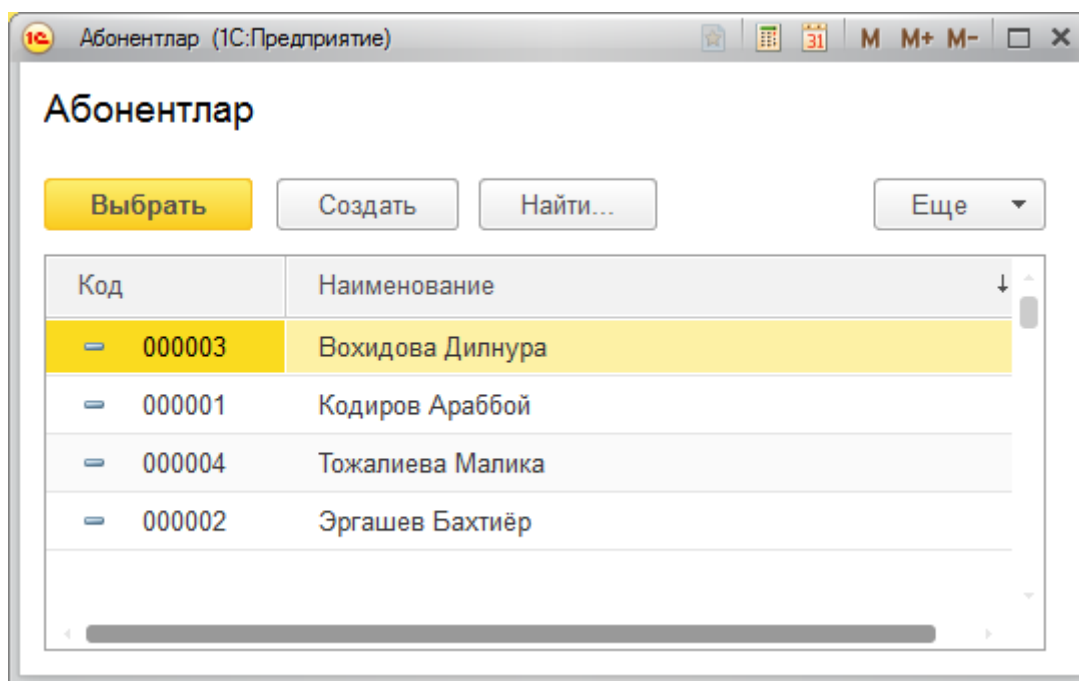 1С Абонентлар (1С:Предприятие) 31 M M+ M-
Абонентлар
Выбрать Создать Найти... Еще
Код Наименование
000003 Вохидова Дилнура
000001 Кодиров Араббой
000004 Тожалиева Малика
000002 Эргашев Бахтиёр